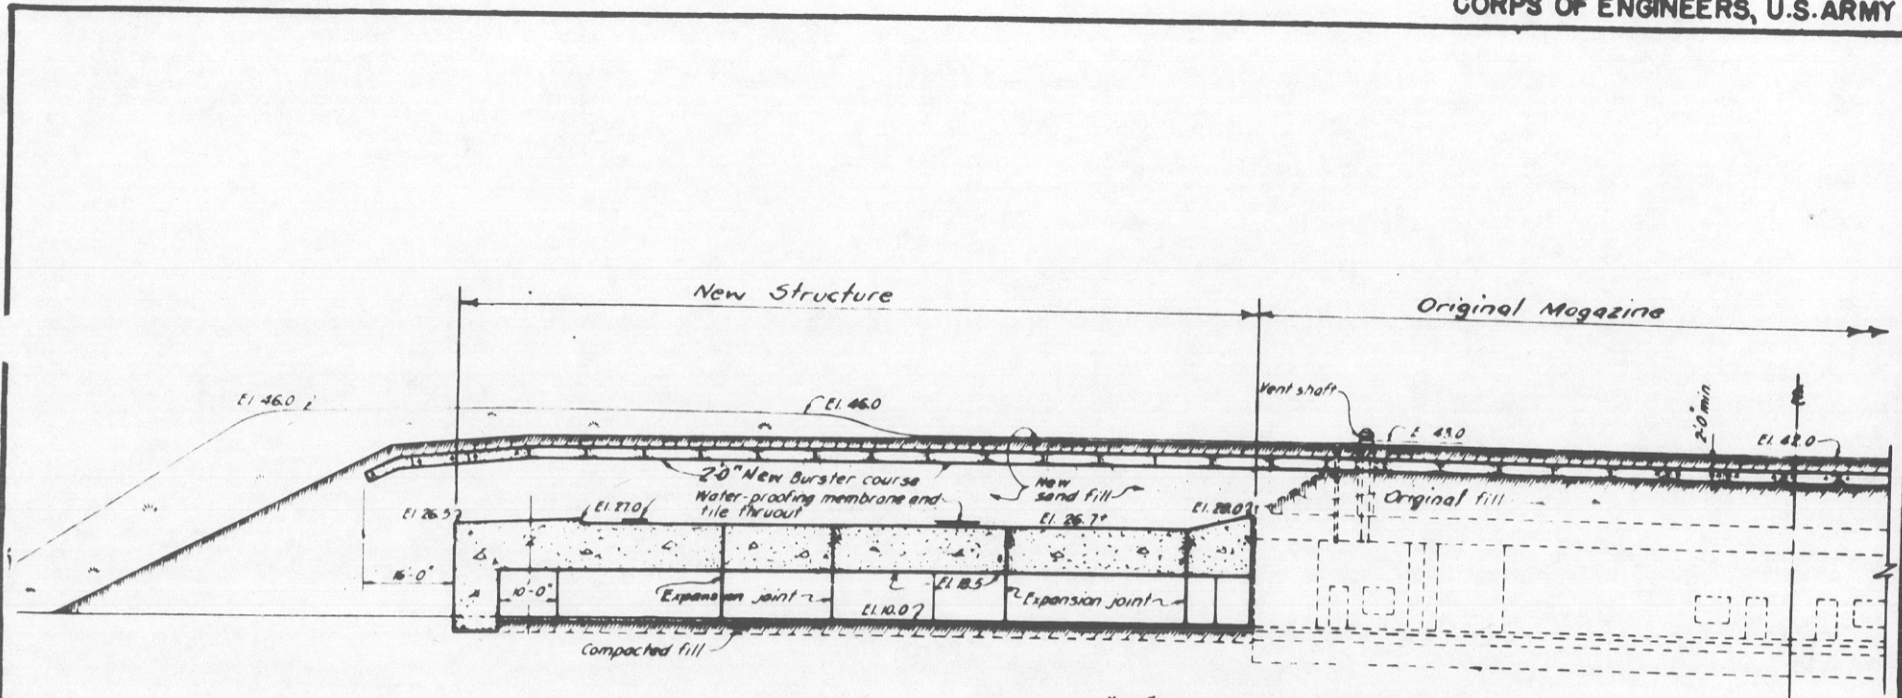 CORPS OF ENGINEERS, U.S. ARMY
New Structure
Original Magazine
Vent shaft
2'-0" min.
El. 46.0
El. 46.0
El. 43.0
El. 42.0
2'-0" New Burster course
Water-proofing membrane and
tile thruout
New
sand fill
Original fill
El. 26.5
El. 27.0
El. 26.7+
El. 28.0
16'-0"
10'-0"
Expansion joint
El. 18.5
Expansion joint
El. 10.0
Compacted fill